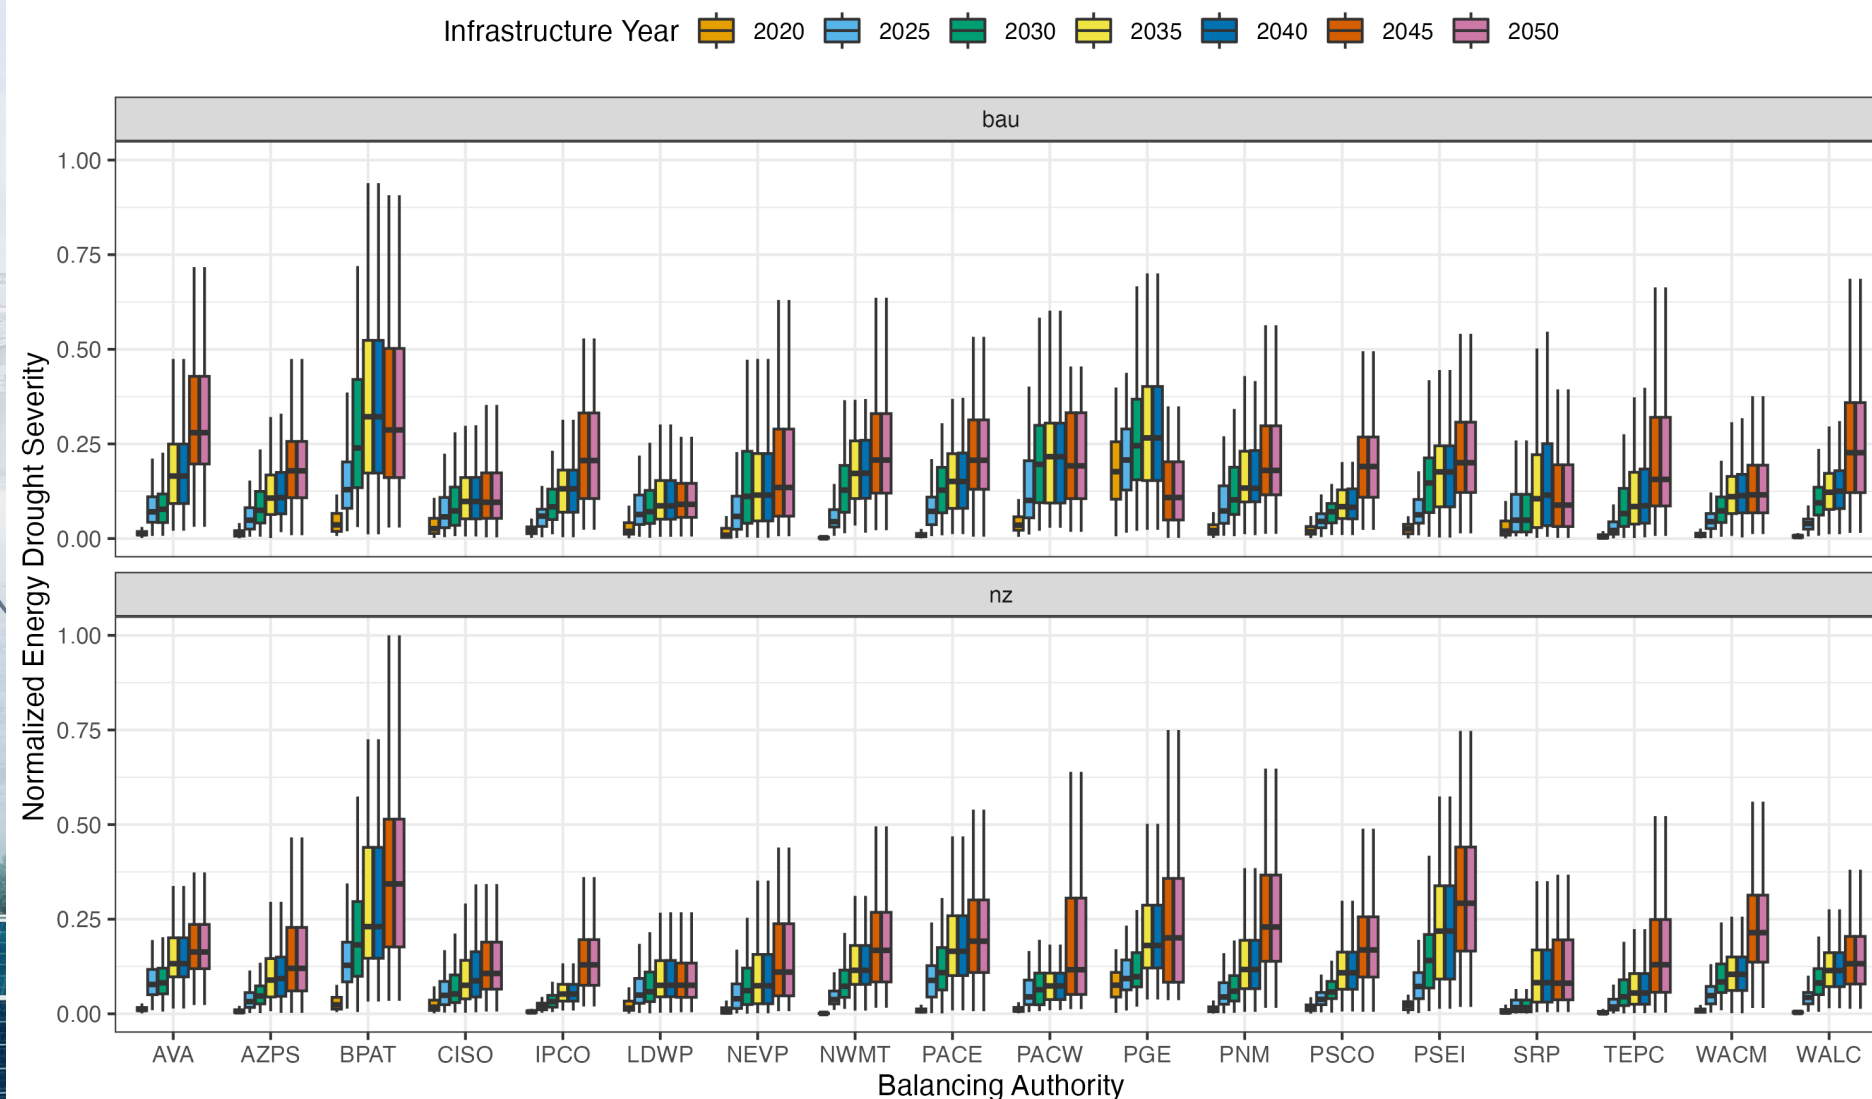 Infrastructure Year 2020 2025 2030 2035 2040 2045 2050
bau
1.00
0.75
0.50
0.25
0.00
Normalized Energy Drought Severity
nz
1.00
0.75
0.50
0.25
0.00
AVA AZPS BPAT CISO IPCO LDWP NEVP NWMT PACE PACW PGE PNM PSCO PSEI SRP TEPC WACM WALC
Balancing Authority